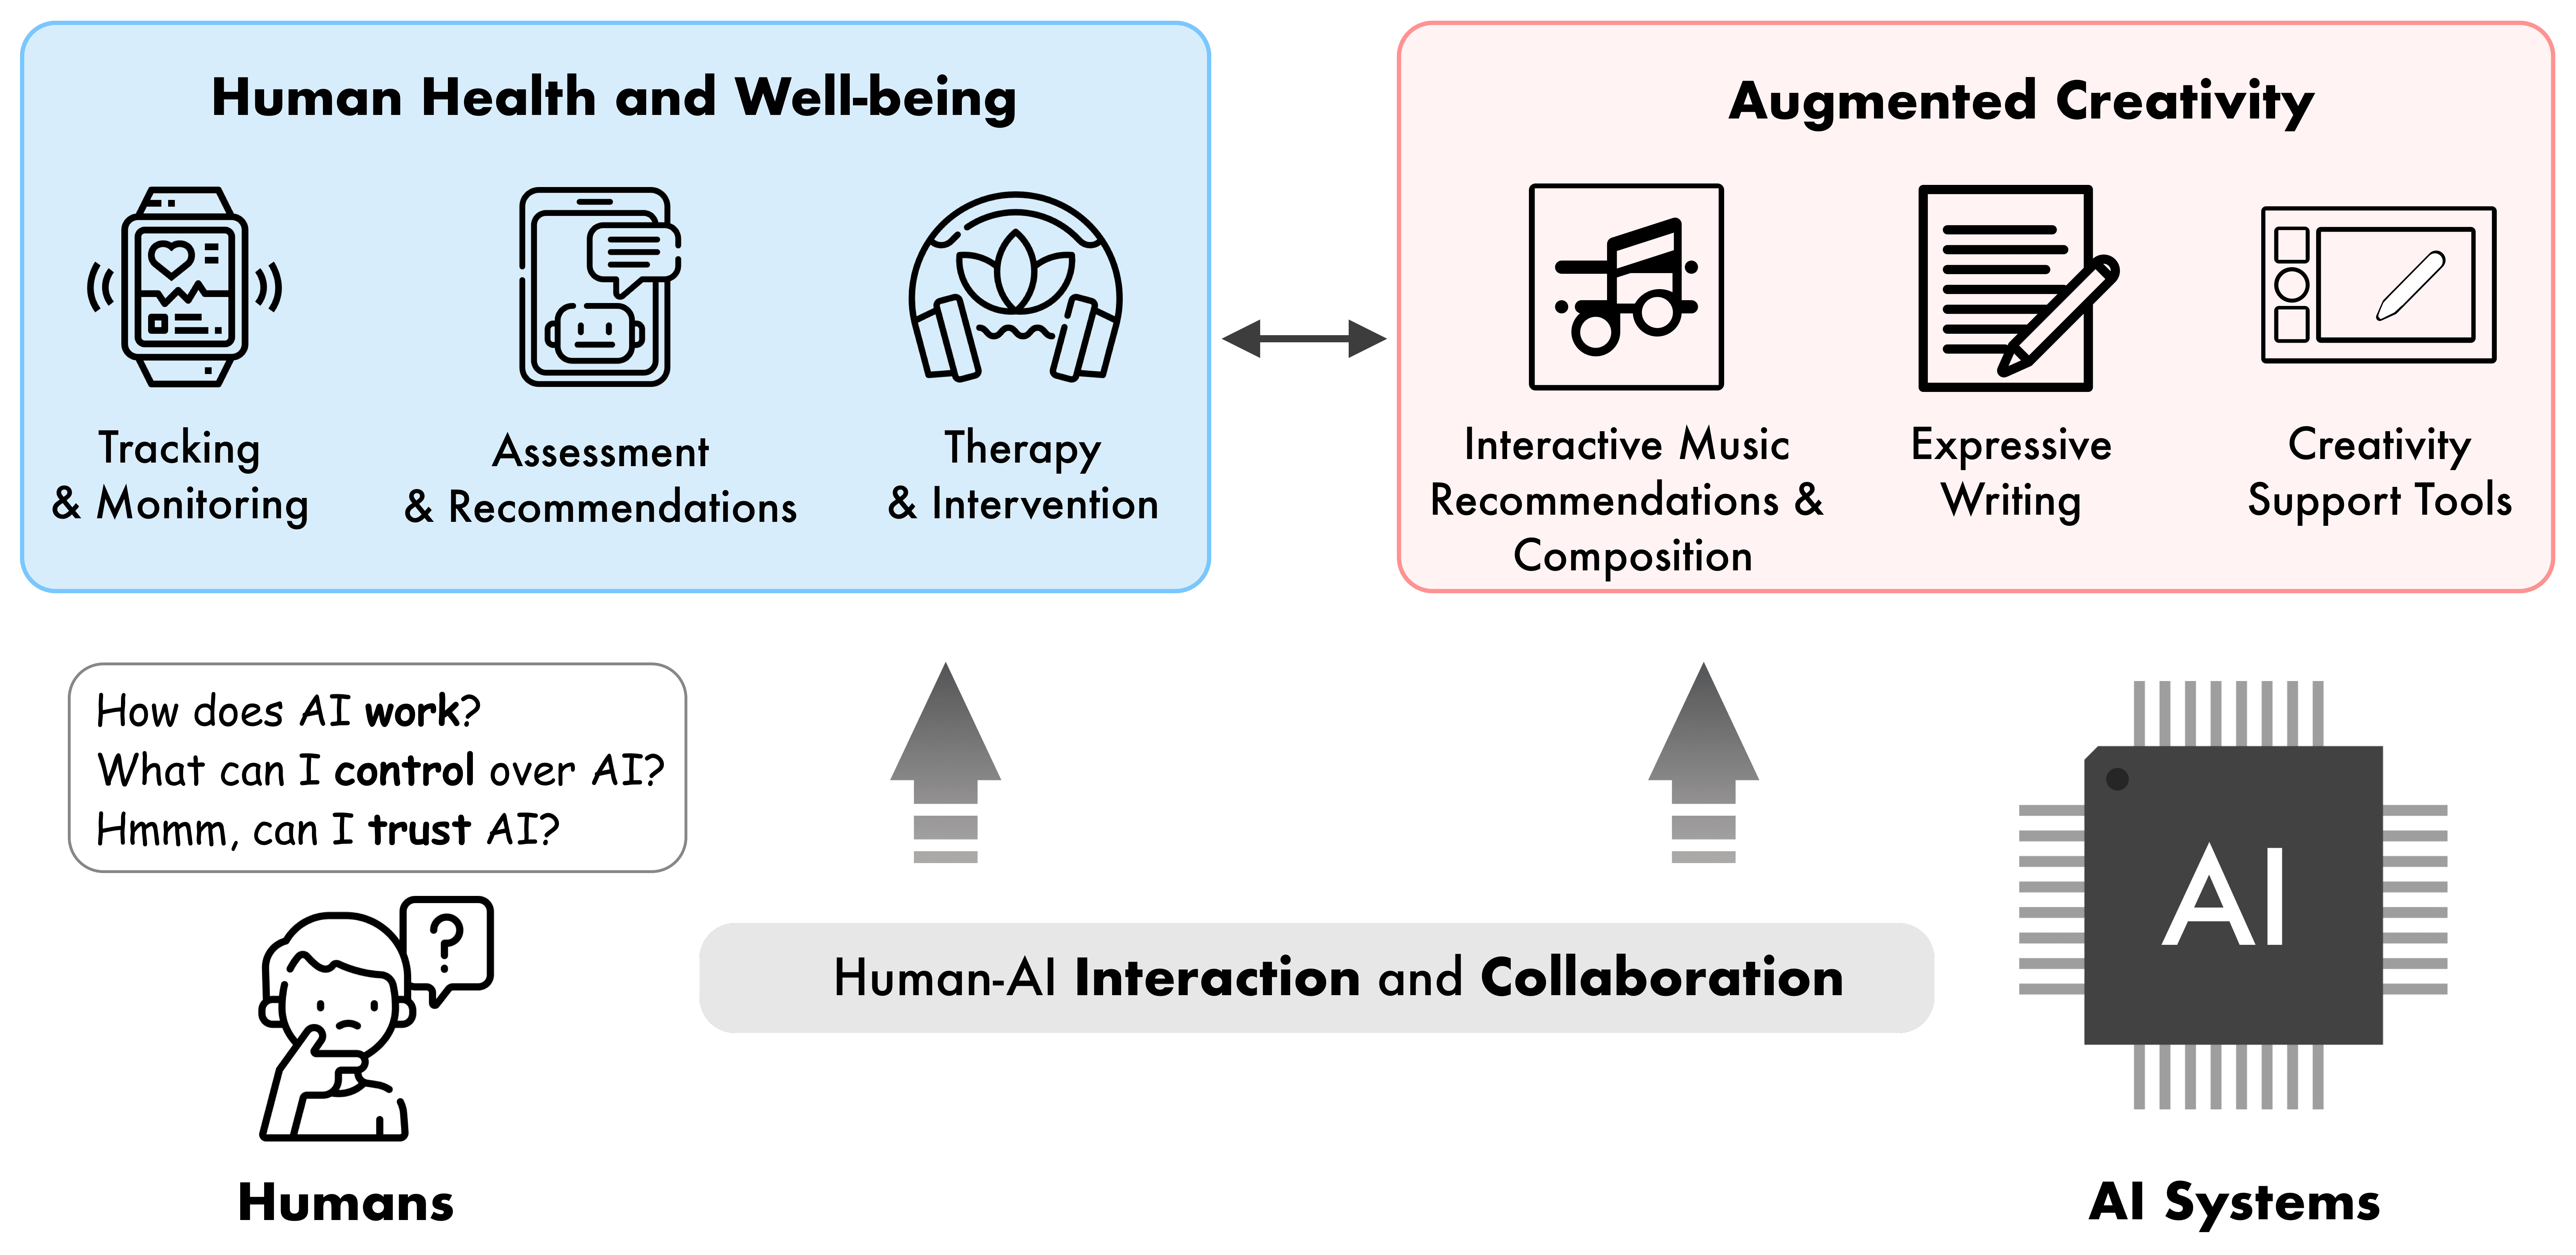 Human Health and Well-being
Tracking
& Monitoring
Assessment
& Recommendations
Therapy
& Intervention
Augmented Creativity
Interactive Music
Recommendations &
Composition
Expressive
Writing
Creativity
Support Tools
How does AI work?
What can I control over AI?
Hmmm, can I trust AI?
?
Humans
Human-AI Interaction and Collaboration
AI
AI Systems